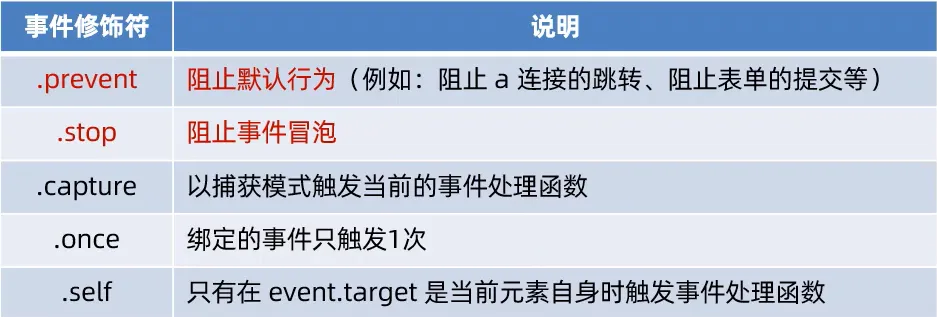 事件修饰符 说明
.prevent 阻止默认行为（例如：阻止 a 连接的跳转、阻止表单的提交等）
.stop 阻止事件冒泡
.capture 以捕获模式触发当前的事件处理函数
.once 绑定的事件只触发1次
.self 只有在 event.target 是当前元素自身时触发事件处理函数